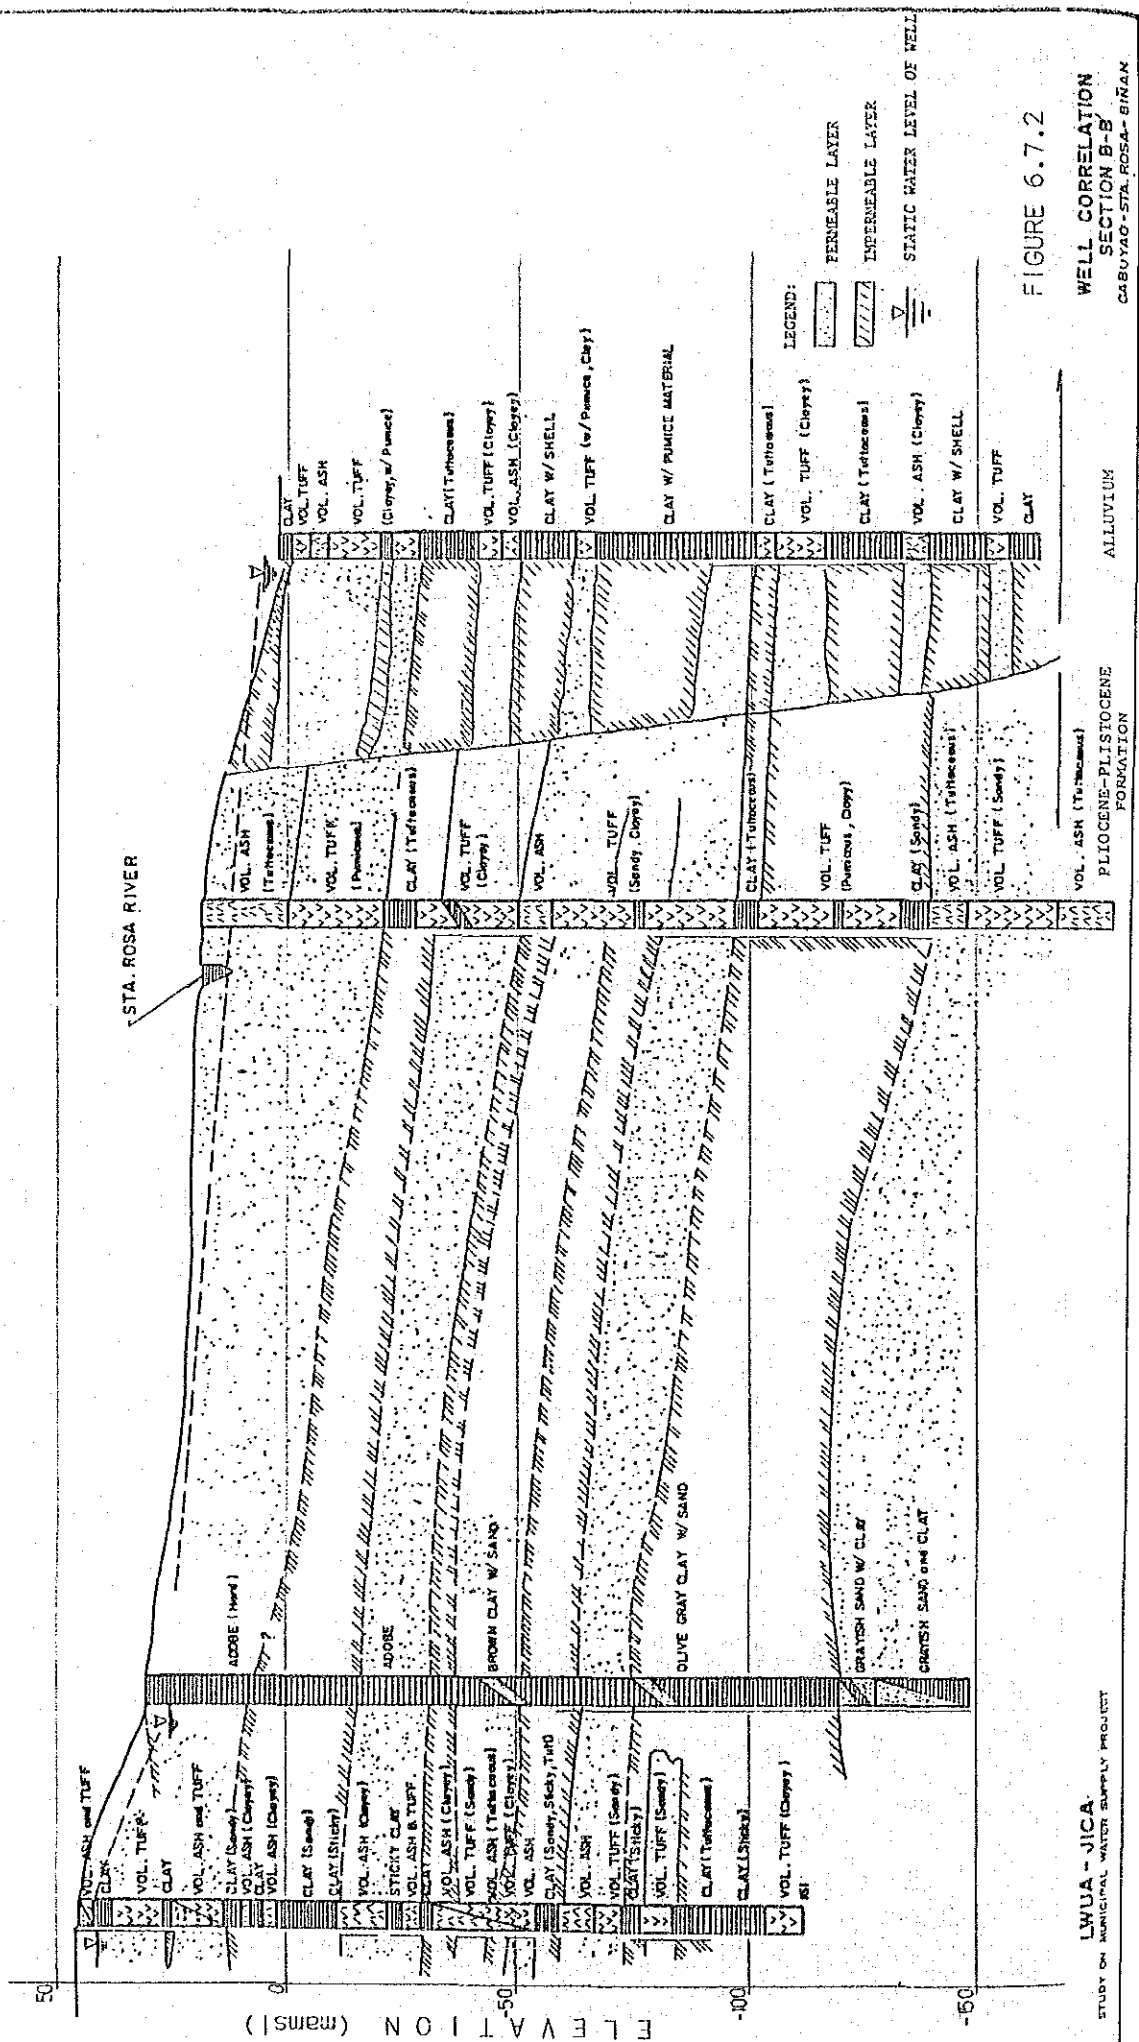 STA. ROSA RIVER
ELEVATION (mamsl)
50
0
-50
-100
-150
VOL. ASH and TUFF
CLAY
VOL. TUFF
CLAY
VOL. ASH and TUFF
CLAY (Sandy)
VOL. ASH (Clayey)
CLAY
VOL. ASH (Clayey)
CLAY (Sandy)
CLAY (Sticky)
VOL. ASH (Clayey)
STICKY CLAY
VOL. ASH & TUFF
CLAY
VOL. ASH (Clayey)
VOL. TUFF (Sandy)
VOL. ASH (Tuffaceous)
VOL. TUFF (Clayey)
VOL. ASH
CLAY (Sandy, Sticky, Tuff)
VOL. ASH
VOL. TUFF (Sandy)
CLAY (Sticky)
VOL. TUFF (Sandy)
CLAY (Tuffaceous)
CLAY (Sticky)
VOL. TUFF (Clayey)
ADOBE (Hard)
?
ADOBE
BROWN CLAY W/ SAND
OLIVE GRAY CLAY W/ SAND
GRAYISH SAND W/ CLAY
GRAYISH SAND and CLAY
VOL. ASH
(Tuffaceous)
VOL. TUFF
(Pumiceous)
CLAY (Tuffaceous)
VOL. TUFF
(Clayey)
VOL. ASH
VOL. TUFF
(Sandy Clayey)
CLAY (Tuffaceous)
VOL. TUFF
(Pumiceous, Clayey)
CLAY (Sandy)
VOL. ASH (Tuffaceous)
VOL. TUFF (Sandy)
VOL. ASH (Tuffaceous)
CLAY
VOL. TUFF
VOL. ASH
VOL. TUFF
(Clayey, w/ Pumice)
CLAY (Tuffaceous)
VOL. TUFF (Clayey)
VOL. ASH (Clayey)
CLAY W/ SHELL
VOL. TUFF (w/ Pumice, Clay)
CLAY W/ PUMICE MATERIAL
CLAY (Tuffaceous)
VOL. TUFF (Clayey)
CLAY (Tuffaceous)
VOL. ASH (Clayey)
CLAY W/ SHELL
VOL. TUFF
CLAY
PLIOCENE-PLISTOCENE
FORMATION
ALLUVIUM
LEGEND:
PERMEABLE LAYER
IMPERMEABLE LAYER
STATIC WATER LEVEL OF WELL
FIGURE 6.7.2
WELL CORRELATION
SECTION B-B'
CABUYAO-STA. ROSA-BIÑAN
LWUA - JICA
STUDY ON MUNICIPAL WATER SUPPLY PROJECT